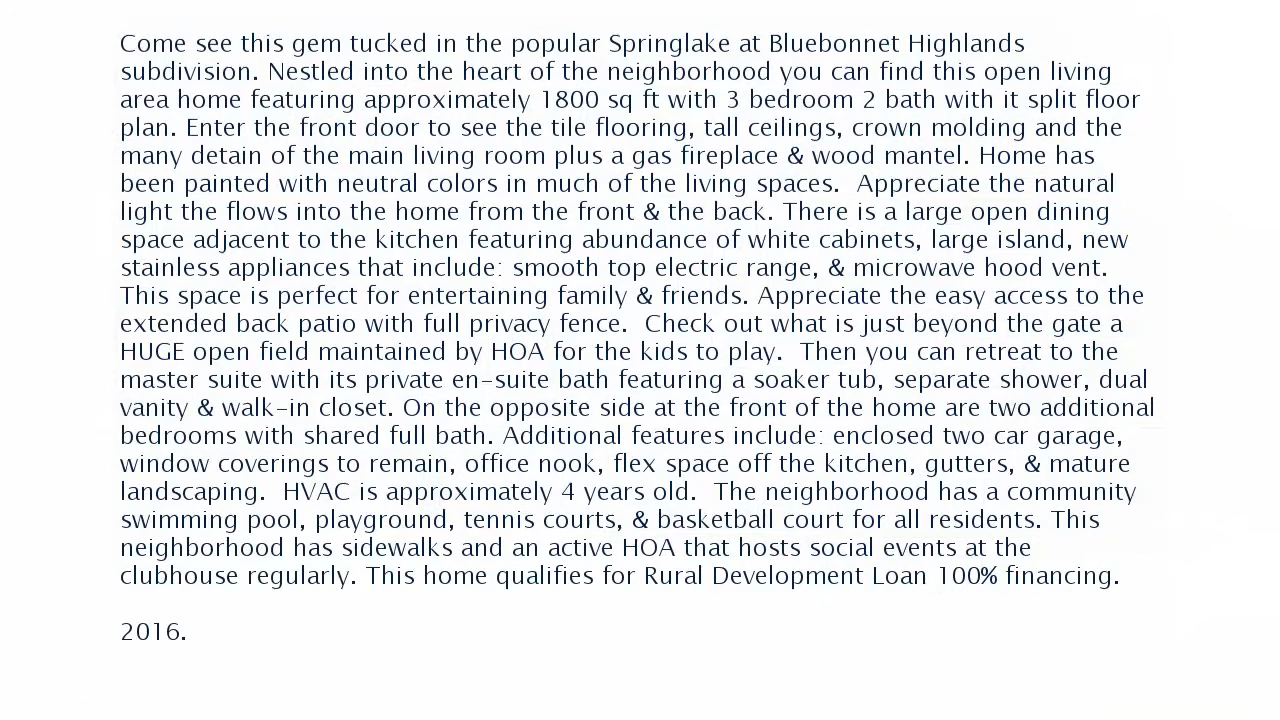 Come see this gem tucked in the popular Springlake at Bluebonnet Highlands
subdivision. Nestled into the heart of the neighborhood you can find this open living
area home featuring approximately 1800 sq ft with 3 bedroom 2 bath with it split floor
plan. Enter the front door to see the tile flooring, tall ceilings, crown molding and the
many detain of the main living room plus a gas fireplace & wood mantel. Home has
been painted with neutral colors in much of the living spaces.  Appreciate the natural
light the flows into the home from the front & the back. There is a large open dining
space adjacent to the kitchen featuring abundance of white cabinets, large island, new
stainless appliances that include: smooth top electric range, & microwave hood vent.
This space is perfect for entertaining family & friends. Appreciate the easy access to the
extended back patio with full privacy fence.  Check out what is just beyond the gate a
HUGE open field maintained by HOA for the kids to play.  Then you can retreat to the
master suite with its private en-suite bath featuring a soaker tub, separate shower, dual
vanity & walk-in closet. On the opposite side at the front of the home are two additional
bedrooms with shared full bath. Additional features include: enclosed two car garage,
window coverings to remain, office nook, flex space off the kitchen, gutters, & mature
landscaping.  HVAC is approximately 4 years old.  The neighborhood has a community
swimming pool, playground, tennis courts, & basketball court for all residents. This
neighborhood has sidewalks and an active HOA that hosts social events at the
clubhouse regularly. This home qualifies for Rural Development Loan 100% financing.
2016.